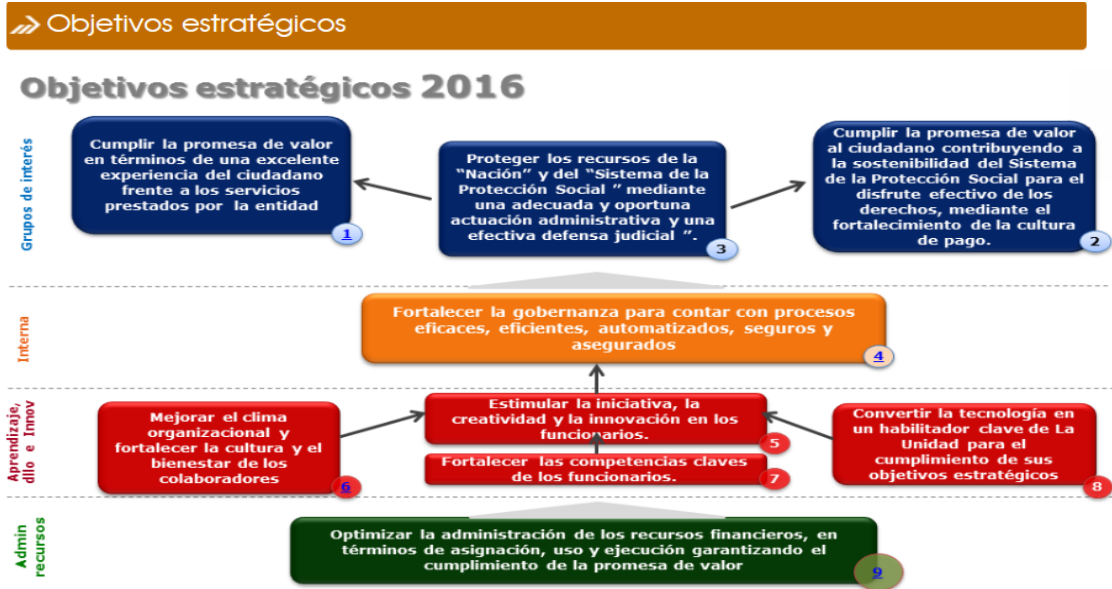 Objetivos estratégicos
Objetivos estratégicos 2016
Grupos de interés
Cumplir la promesa de valor
en términos de una excelente
experiencia del ciudadano
frente a los servicios
prestados por la entidad
1
Proteger los recursos de la
“Nación” y del “Sistema de la
Protección Social ” mediante
una adecuada y oportuna
actuación administrativa y una
efectiva defensa judicial ”.
3
Cumplir la promesa de valor
al ciudadano contribuyendo a
la sostenibilidad del Sistema
de la Protección Social para el
disfrute efectivo de los
derechos, mediante el
fortalecimiento de la cultura
de pago.
2
Interna
Fortalecer la gobernanza para contar con procesos
eficaces, eficientes, automatizados, seguros y
asegurados
4
Aprendizaje,
dllo e Innov
Mejorar el clima
organizacional y
fortalecer la cultura y el
bienestar de los
colaboradores
6
Estimular la iniciativa, la
creatividad y la innovación en los
funcionarios.
5
Fortalecer las competencias claves
de los funcionarios.
7
Convertir la tecnología en
un habilitador clave de La
Unidad para el
cumplimiento de sus
objetivos estratégicos
8
Admin
recursos
Optimizar la administración de los recursos financieros, en
términos de asignación, uso y ejecución garantizando el
cumplimiento de la promesa de valor
9